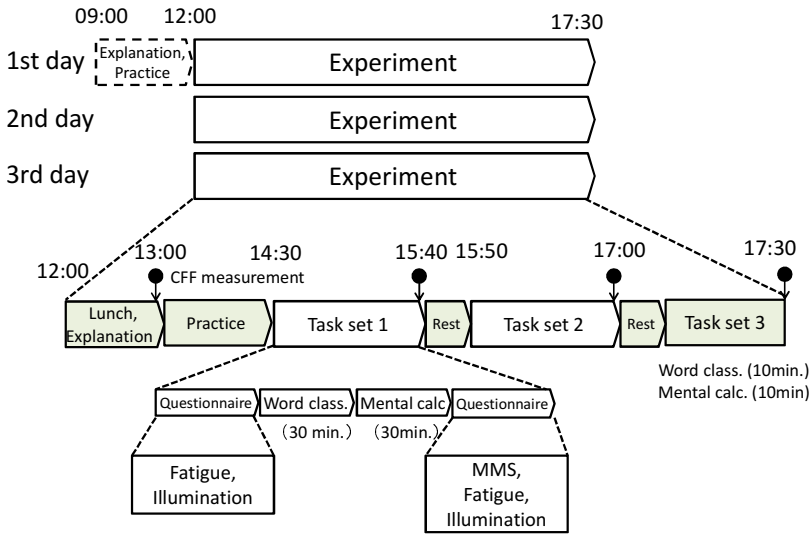 09:00 12:00 17:30
1st day
Explanation,
Practice
Experiment
2nd day
Experiment
3rd day
Experiment
12:00 13:00 14:30 15:40 15:50 17:00 17:30
CFF measurement
Lunch,
Explanation
Practice
Task set 1
Rest
Task set 2
Rest
Task set 3
Word class. (10min.)
Mental calc. (10min)
Questionnaire
Word class.
Mental calc
Questionnaire
(30 min.)
(30min.)
Fatigue,
Illumination
MMS,
Fatigue,
Illumination